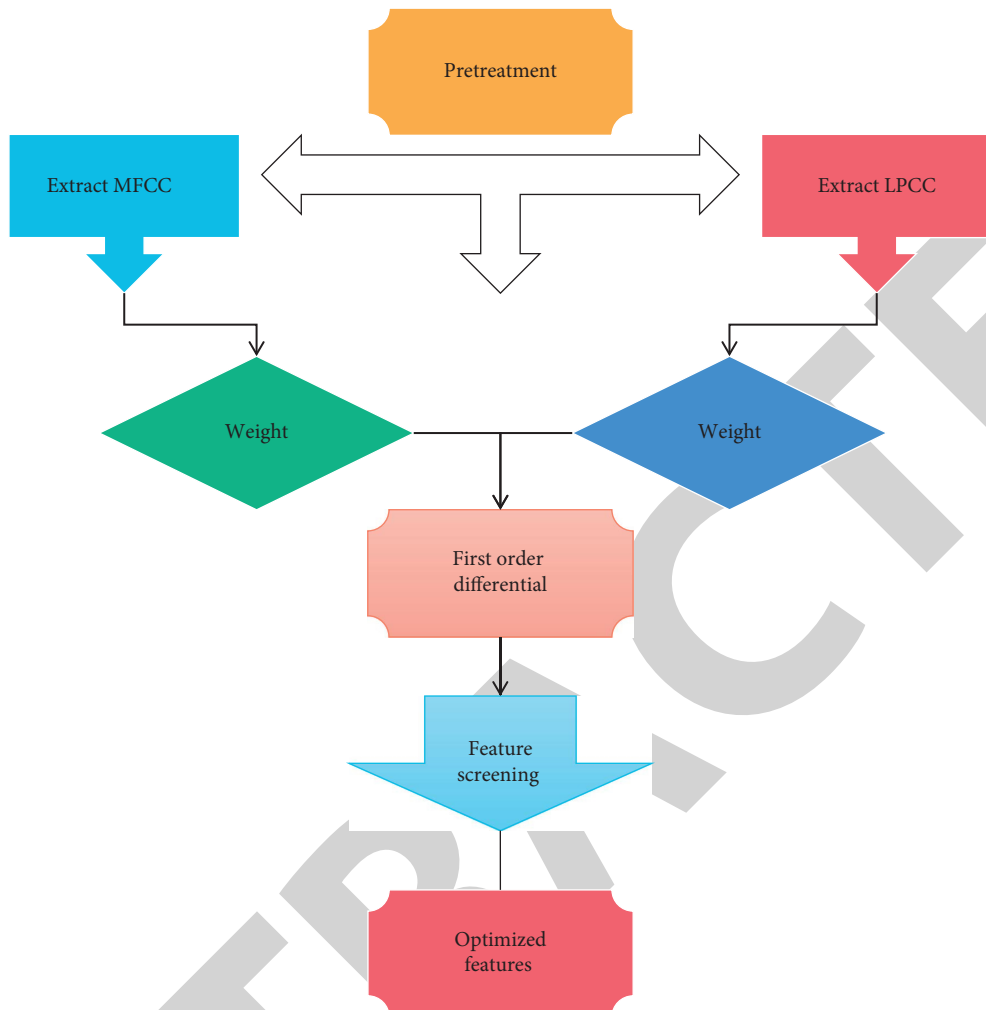 Pretreatment
Extract MFCC
Extract LPCC
Weight
Weight
First order
differential
Feature
screening
Optimized
features